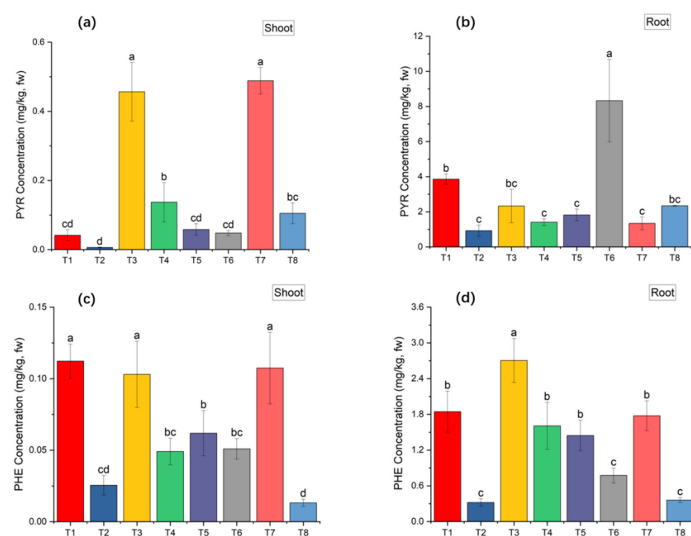 (a)
Shoot
PYR Concentration (mg/kg, fw)
0.6
0.4
0.2
0.0
cd
d
a
b
cd
cd
a
bc
T1 T2 T3 T4 T5 T6 T7 T8
(b)
Root
PYR Concentration (mg/kg, fw)
12
10
8
6
4
2
0
b
c
bc
c
c
a
c
bc
T1 T2 T3 T4 T5 T6 T7 T8
(c)
Shoot
PHE Concentration (mg/kg, fw)
0.15
0.10
0.05
0.00
a
cd
a
bc
b
bc
a
d
T1 T2 T3 T4 T5 T6 T7 T8
(d)
Root
PHE Concentration (mg/kg, fw)
3.6
3.0
2.4
1.8
1.2
0.6
0.0
b
c
a
b
b
c
b
c
T1 T2 T3 T4 T5 T6 T7 T8